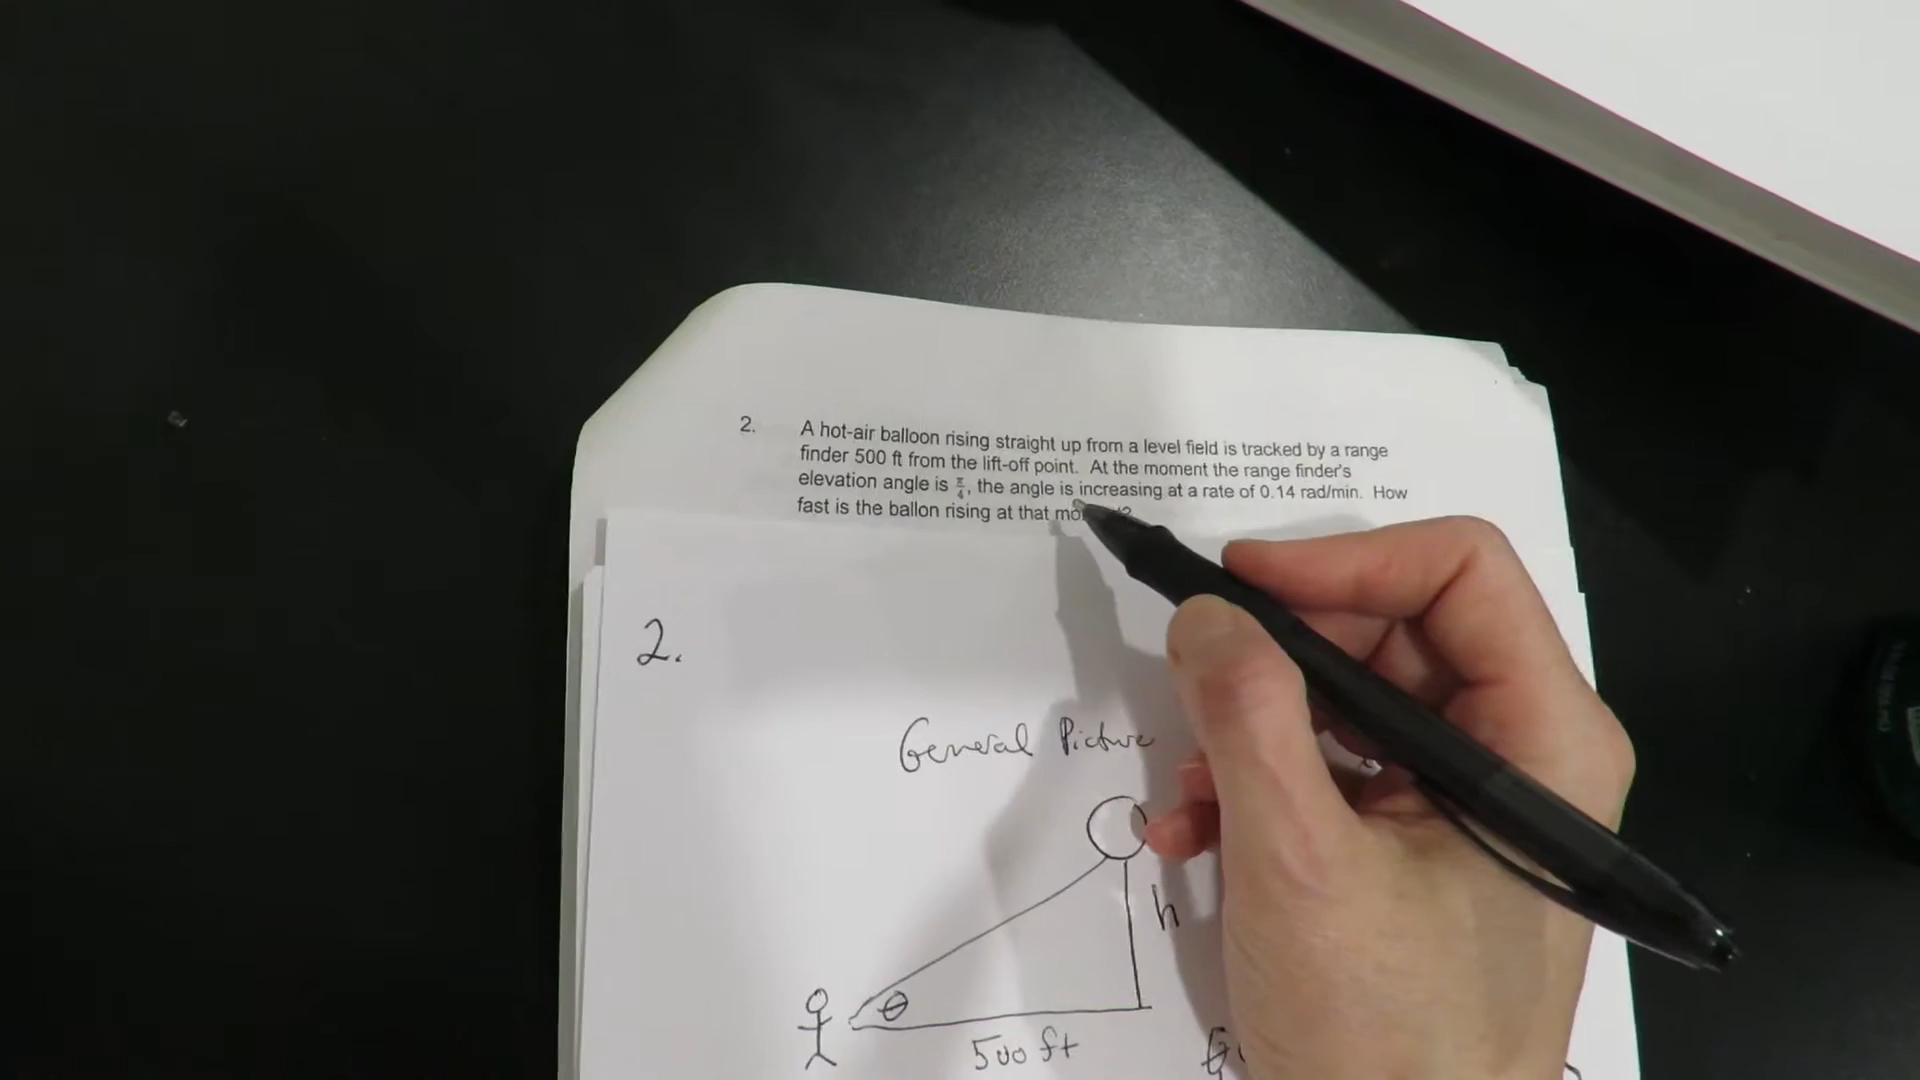 2. A hot-air balloon rising straight up from a level field is tracked by a range
finder 500 ft from the lift-off point. At the moment the range finder's
elevation angle is π/4, the angle is increasing at a rate of 0.14 rad/min. How
fast is the ballon rising at that
2.
General Picture
h
θ
500 ft